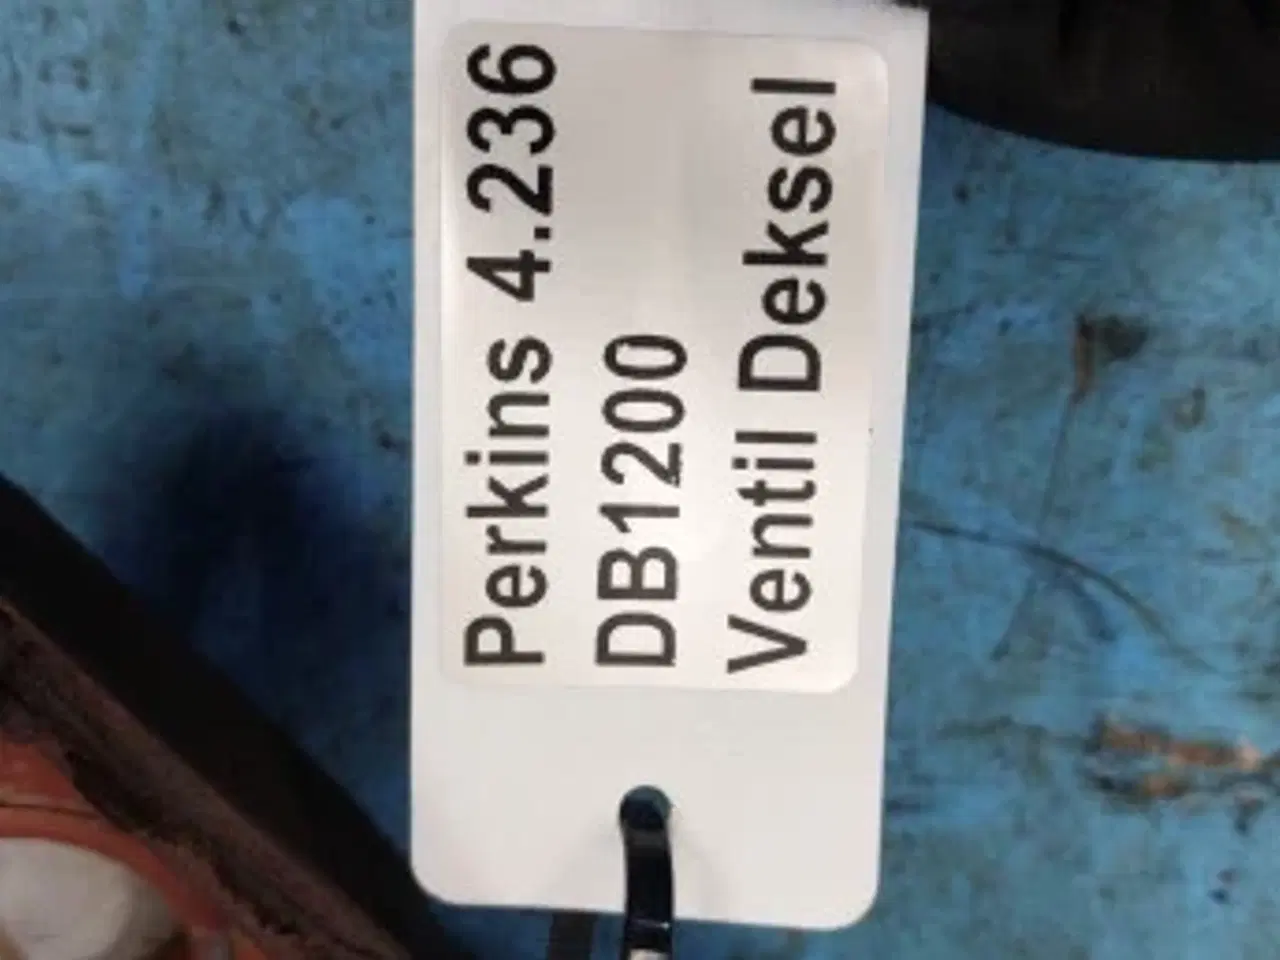 Perkins 4.236
DB1200
Ventil Deksel